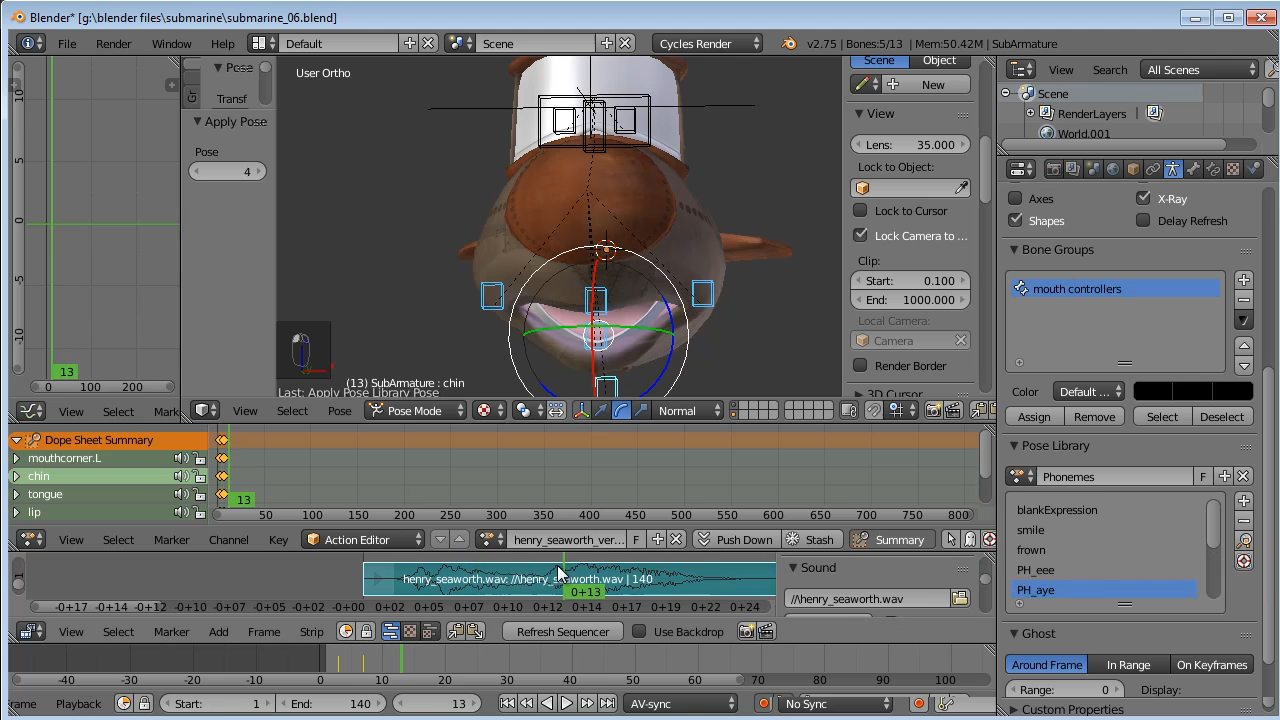 Blender* [g:\blender files\submarine\submarine_06.blend]
File Render Window Help Default Scene Cycles Render v2.75 | Bones:5/13 | Mem:50.42M | SubArmature
10
5
0
-5
-10
13
0 100 200
View Select Mark
Pose
Gr
Transf
Apply Pose
Pose
4
User Ortho
(13) SubArmature : chin
Last: Apply Pose Library Pose
View Select Pose Pose Mode Normal
Scene Object
New
View
Lens: 35.000
Lock to Object:
Lock to Cursor
Lock Camera to ...
Clip:
Start: 0.100
End: 1000.000
Local Camera:
Camera
Render Border
3D Cursor
View Search All Scenes
Scene
RenderLayers |
World.001
Axes X-Ray
Shapes Delay Refresh
Bone Groups
mouth controllers
Color Default ...
Assign Remove Select Deselect
Pose Library
Phonemes F
blankExpression
smile
frown
PH_eee
PH_aye
Ghost
Around Frame In Range On Keyframes
Range: 0 Display:
Custom Properties
Dope Sheet Summary
mouthcorner.L
chin
tongue
lip
13
50 100 150 200 250 300 350 400 450 500 550 600 650 700 750 800
View Select Marker Channel Key Action Editor henry_seaworth_ver... F Push Down Stash Summary
1
henry_seaworth.wav: //henry_seaworth.wav | 140
0+13
-0+17 -0+14 -0+12 -0+10 -0+07 -0+05 -0+02 0+00 0+02 0+05 0+07 0+10 0+12 0+14 0+17 0+19 0+22 0+24
Sound
//henry_seaworth.wav
View Select Marker Add Frame Strip Refresh Sequencer Use Backdrop
-40 -30 -20 -10 0 10 20 30 40 50 60 70 80 90 100
rame Playback Start: 1 End: 140 13 AV-sync No Sync